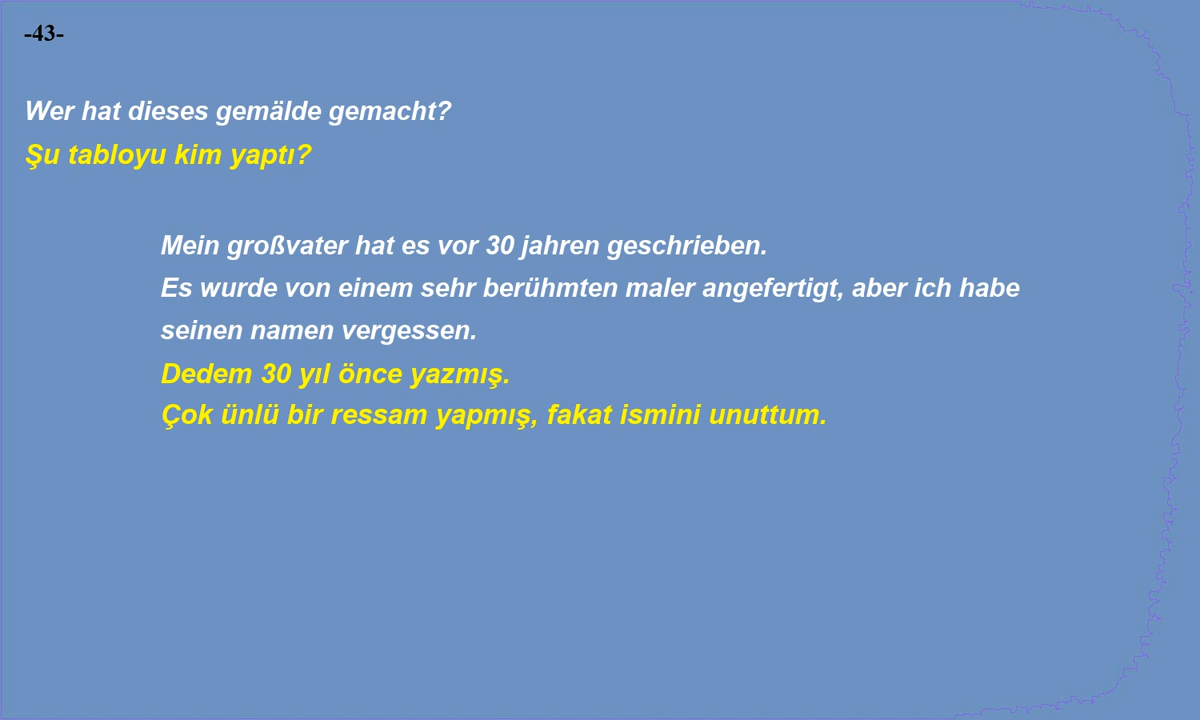 -43-
Wer hat dieses gemälde gemacht?
Şu tabloyu kim yaptı?
Mein großvater hat es vor 30 jahren geschrieben.
Es wurde von einem sehr berühmten maler angefertigt, aber ich habe
seinen namen vergessen.
Dedem 30 yıl önce yazmış.
Çok ünlü bir ressam yapmış, fakat ismini unuttum.